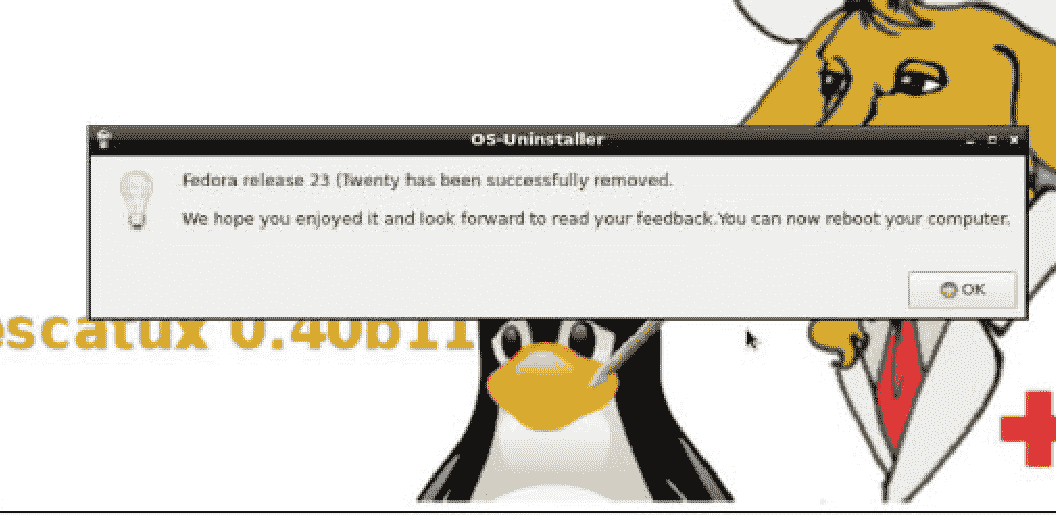 OS-Uninstaller
Fedora release 23 (Twenty has been successfully removed.
We hope you enjoyed it and look forward to read your feedback.You can now reboot your computer.
OK
escatux 0.40b11